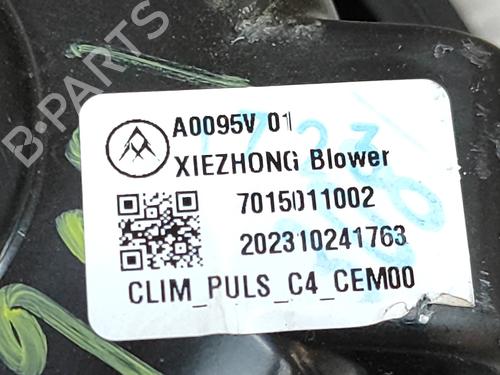 B-PARTS
A0095V 01
XIEZHONG Blower
7015011002
202310241763
CLIM_PULS_C4_CEM00